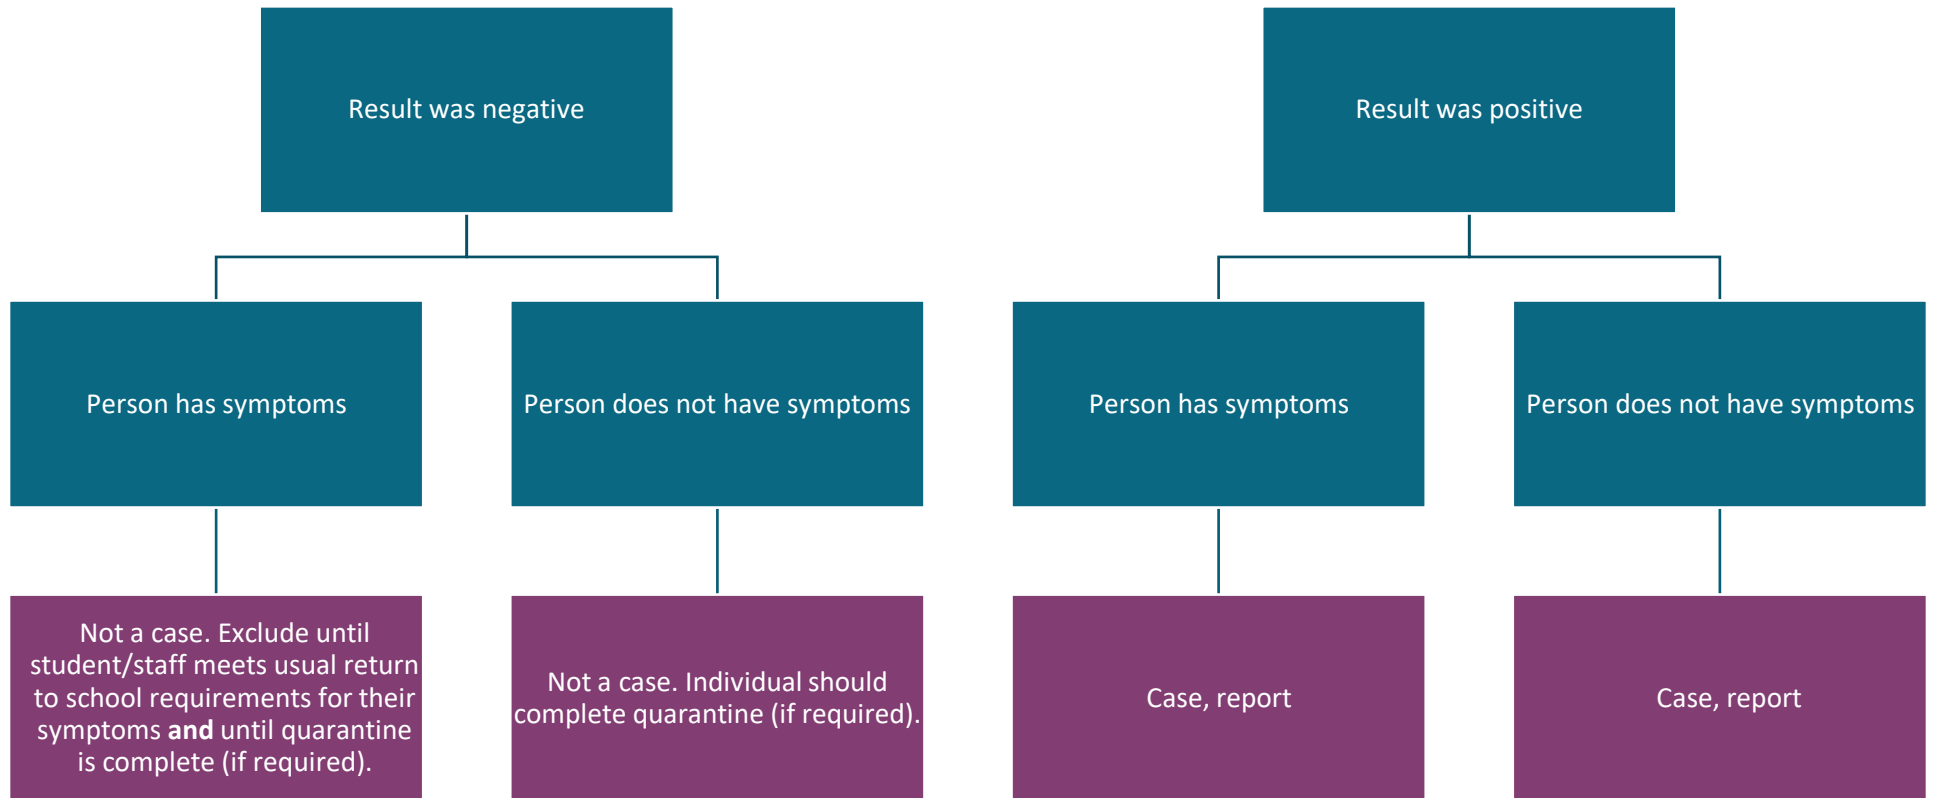 Result was negative
Result was positive
Person has symptoms
Person does not have symptoms
Person has symptoms
Person does not have symptoms
Not a case. Exclude until
student/staff meets usual return
to school requirements for their
symptoms and until quarantine
is complete (if required).
Not a case. Individual should
complete quarantine (if required).
Case, report
Case, report